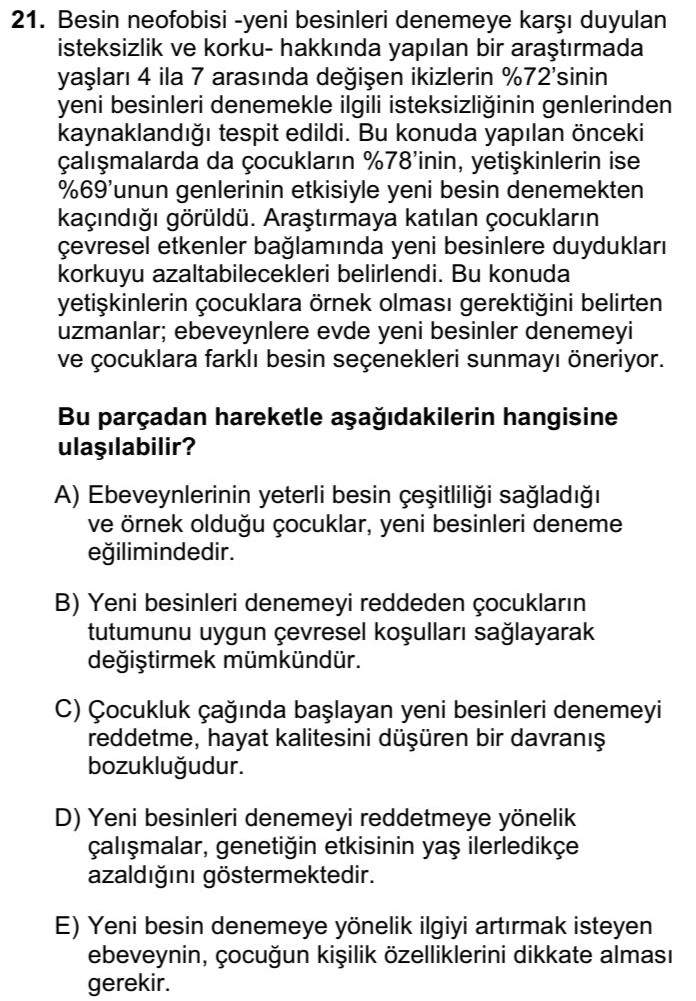 21. Besin neofobisi -yeni besinleri denemeye karşı duyulan
isteksizlik ve korku- hakkında yapılan bir araştırmada
yaşları 4 ila 7 arasında değişen ikizlerin %72’sinin
yeni besinleri denemekle ilgili isteksizliğinin genlerinden
kaynaklandığı tespit edildi. Bu konuda yapılan önceki
çalışmalarda da çocukların %78’inin, yetişkinlerin ise
%69’unun genlerinin etkisiyle yeni besin denemekten
kaçındığı görüldü. Araştırmaya katılan çocukların
çevresel etkenler bağlamında yeni besinlere duydukları
korkuyu azaltabilecekleri belirlendi. Bu konuda
yetişkinlerin çocuklara örnek olması gerektiğini belirten
uzmanlar; ebeveynlere evde yeni besinler denemeyi
ve çocuklara farklı besin seçenekleri sunmayı öneriyor.
Bu parçadan hareketle aşağıdakilerin hangisine
ulaşılabilir?
A) Ebeveynlerinin yeterli besin çeşitliliği sağladığı
ve örnek olduğu çocuklar, yeni besinleri deneme
eğilimindedir.
B) Yeni besinleri denemeyi reddeden çocukların
tutumunu uygun çevresel koşulları sağlayarak
değiştirmek mümkündür.
C) Çocukluk çağında başlayan yeni besinleri denemeyi
reddetme, hayat kalitesini düşüren bir davranış
bozukluğudur.
D) Yeni besinleri denemeyi reddetmeye yönelik
çalışmalar, genetiğin etkisinin yaş ilerledikçe
azaldığını göstermektedir.
E) Yeni besin denemeye yönelik ilgiyi artırmak isteyen
ebeveynin, çocuğun kişilik özelliklerini dikkate alması
gerekir.